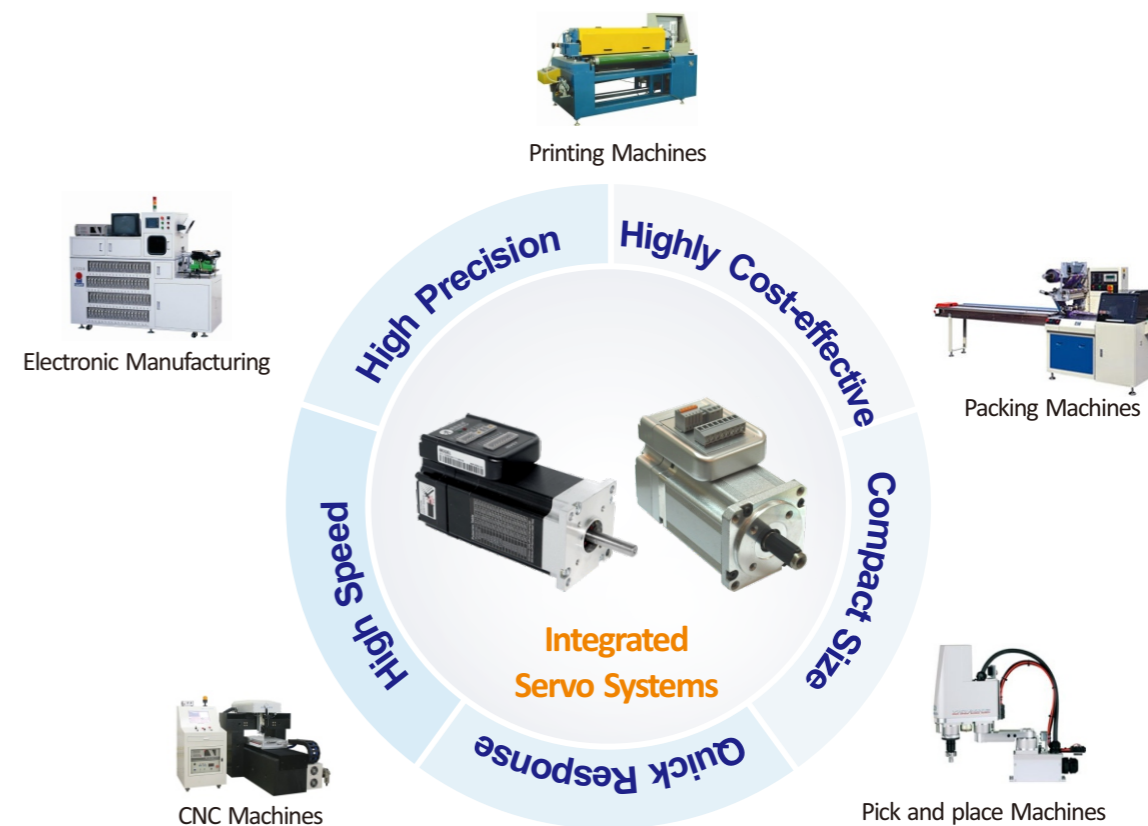 Printing Machines
High Precision
Highly Cost-effective
Electronic Manufacturing
Packing Machines
High Speed
Compact Size
Integrated
Servo Systems
Quick Response
CNC Machines
Pick and place Machines